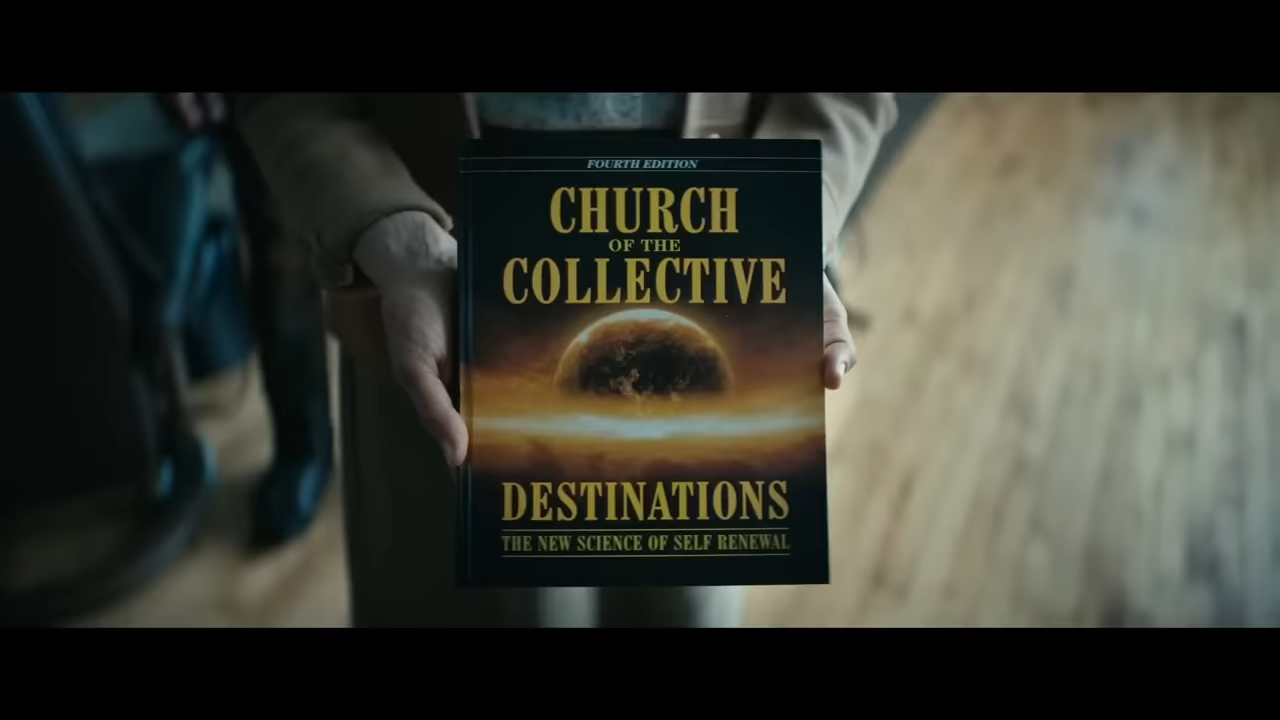 FOURTH EDITION
CHURCH
OF THE
COLLECTIVE
DESTINATIONS
THE NEW SCIENCE OF SELF RENEWAL